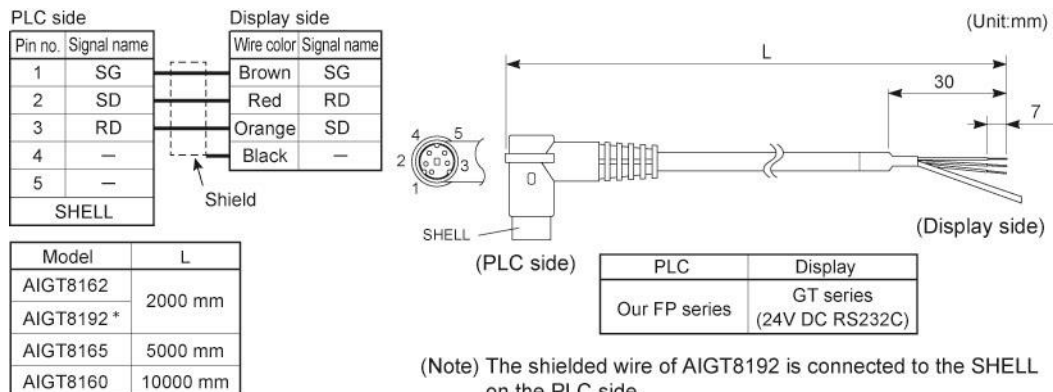 PLC side
Display side
Pin no. Signal name
Wire color Signal name
1 SG
Brown SG
2 SD
Red RD
3 RD
Orange SD
4 —
Black —
5 —
SHELL
Shield
Model L
AIGT8162
2000 mm
AIGT8192 *
AIGT8165 5000 mm
AIGT8160 10000 mm
(Unit:mm)
L
30
7
4 5
2 3
1
SHELL
(PLC side)
(Display side)
PLC Display
Our FP series
GT series
(24V DC RS232C)
(Note) The shielded wire of AIGT8192 is connected to the SHELL
on the PLC side